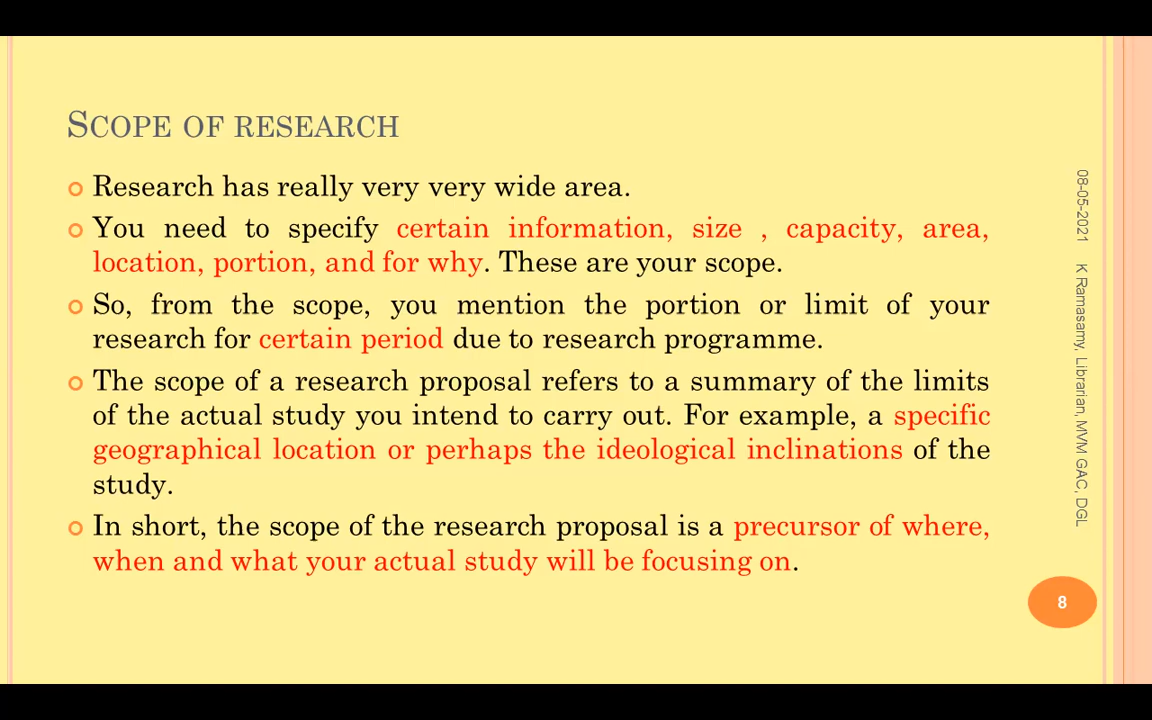 SCOPE OF RESEARCH
Research has really very very wide area.
You need to specify certain information, size , capacity, area,
location, portion, and for why. These are your scope.
So, from the scope, you mention the portion or limit of your
research for certain period due to research programme.
The scope of a research proposal refers to a summary of the limits
of the actual study you intend to carry out. For example, a specific
geographical location or perhaps the ideological inclinations of the
study.
In short, the scope of the research proposal is a precursor of where,
when and what your actual study will be focusing on.
08-05-2021 K Ramasamy, Librarian, MVM GAC, DGL
8